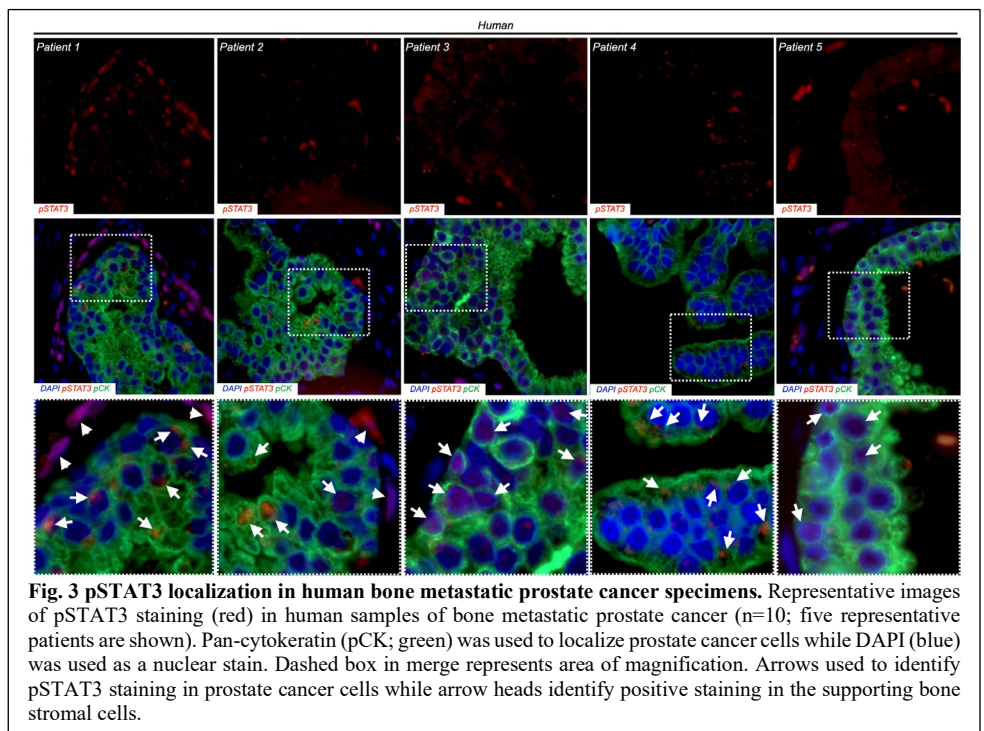 Human
Patient 1
Patient 2
Patient 3
Patient 4
Patient 5
pSTAT3
pSTAT3
pSTAT3
pSTAT3
pSTAT3
DAPI pSTAT3 pCK
DAPI pSTAT3 pCK
DAPI pSTAT3 pCK
DAPI pSTAT3 pCK
DAPI pSTAT3 pCK
Fig. 3 pSTAT3 localization in human bone metastatic prostate cancer specimens. Representative images
of pSTAT3 staining (red) in human samples of bone metastatic prostate cancer (n=10; five representative
patients are shown). Pan-cytokeratin (pCK; green) was used to localize prostate cancer cells while DAPI (blue)
was used as a nuclear stain. Dashed box in merge represents area of magnification. Arrows used to identify
pSTAT3 staining in prostate cancer cells while arrow heads identify positive staining in the supporting bone
stromal cells.